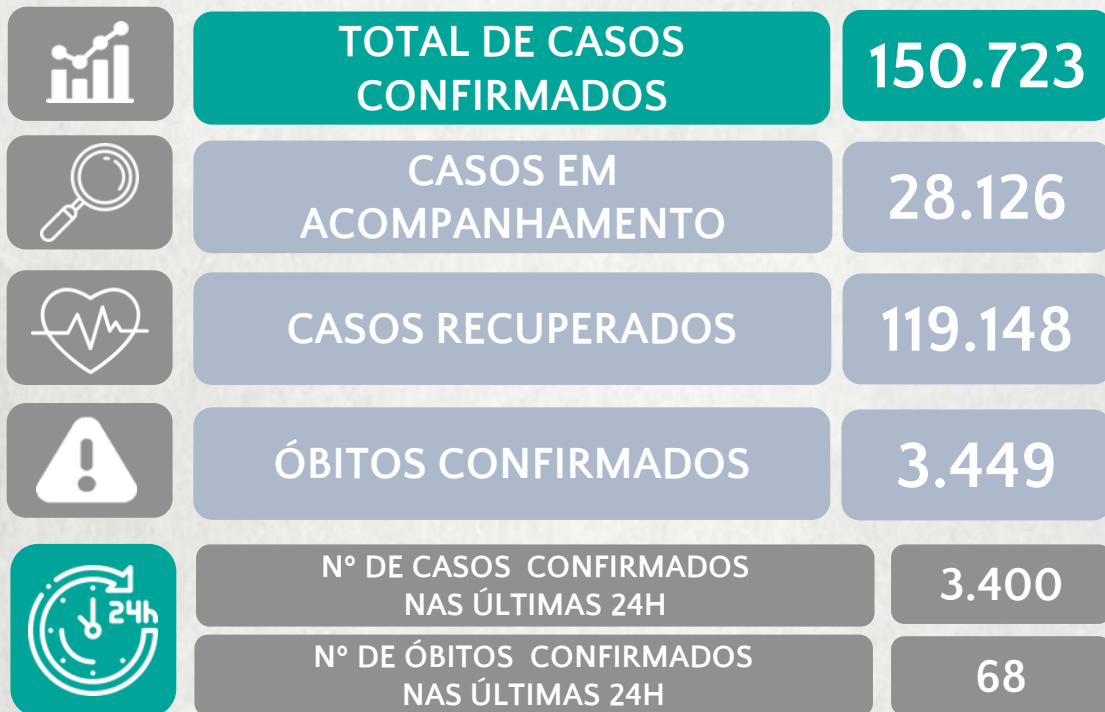 TOTAL DE CASOS
CONFIRMADOS
150.723
CASOS EM
ACOMPANHAMENTO
28.126
CASOS RECUPERADOS
119.148
ÓBITOS CONFIRMADOS
3.449
24h
Nº DE CASOS CONFIRMADOS
NAS ÚLTIMAS 24H
3.400
Nº DE ÓBITOS CONFIRMADOS
NAS ÚLTIMAS 24H
68